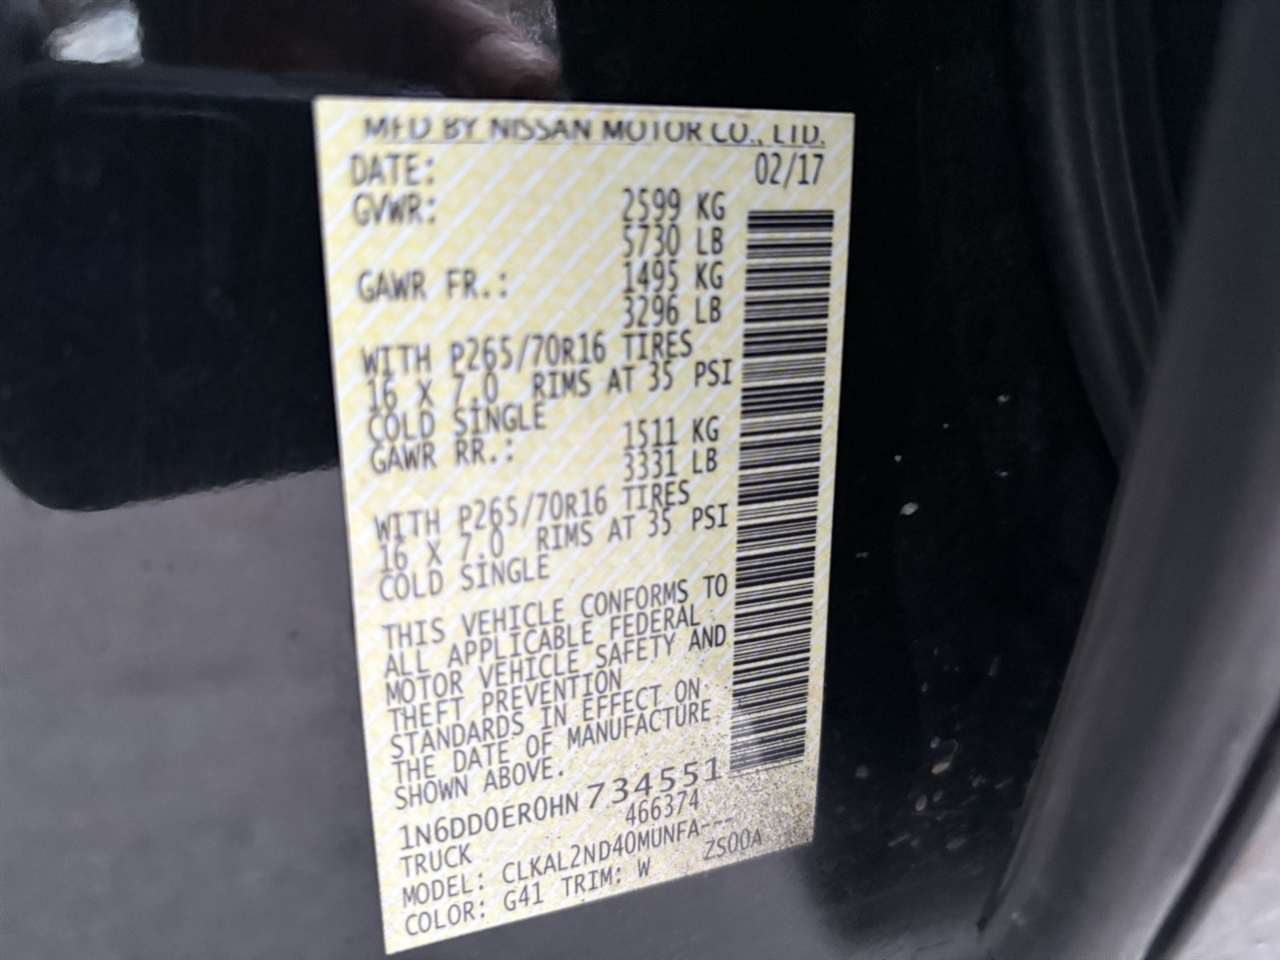 MFD BY NISSAN MOTOR CO., LTD.
DATE: 02/17
GVWR: 2599 KG
5730 LB
GAWR FR.: 1495 KG
3296 LB
WITH P265/70R16 TIRES
16 X 7.0 RIMS AT 35 PSI
COLD SINGLE
GAWR RR.: 1511 KG
3331 LB
WITH P265/70R16 TIRES
16 X 7.0 RIMS AT 35 PSI
COLD SINGLE
THIS VEHICLE CONFORMS TO
ALL APPLICABLE FEDERAL
MOTOR VEHICLE SAFETY AND
THEFT PREVENTION
STANDARDS IN EFFECT ON
THE DATE OF MANUFACTURE
SHOWN ABOVE.
1N6DD0ER0HN734551
TRUCK 466374
MODEL: CLKAL2ND40MUNFA---
COLOR: G41 TRIM: W ZS00A